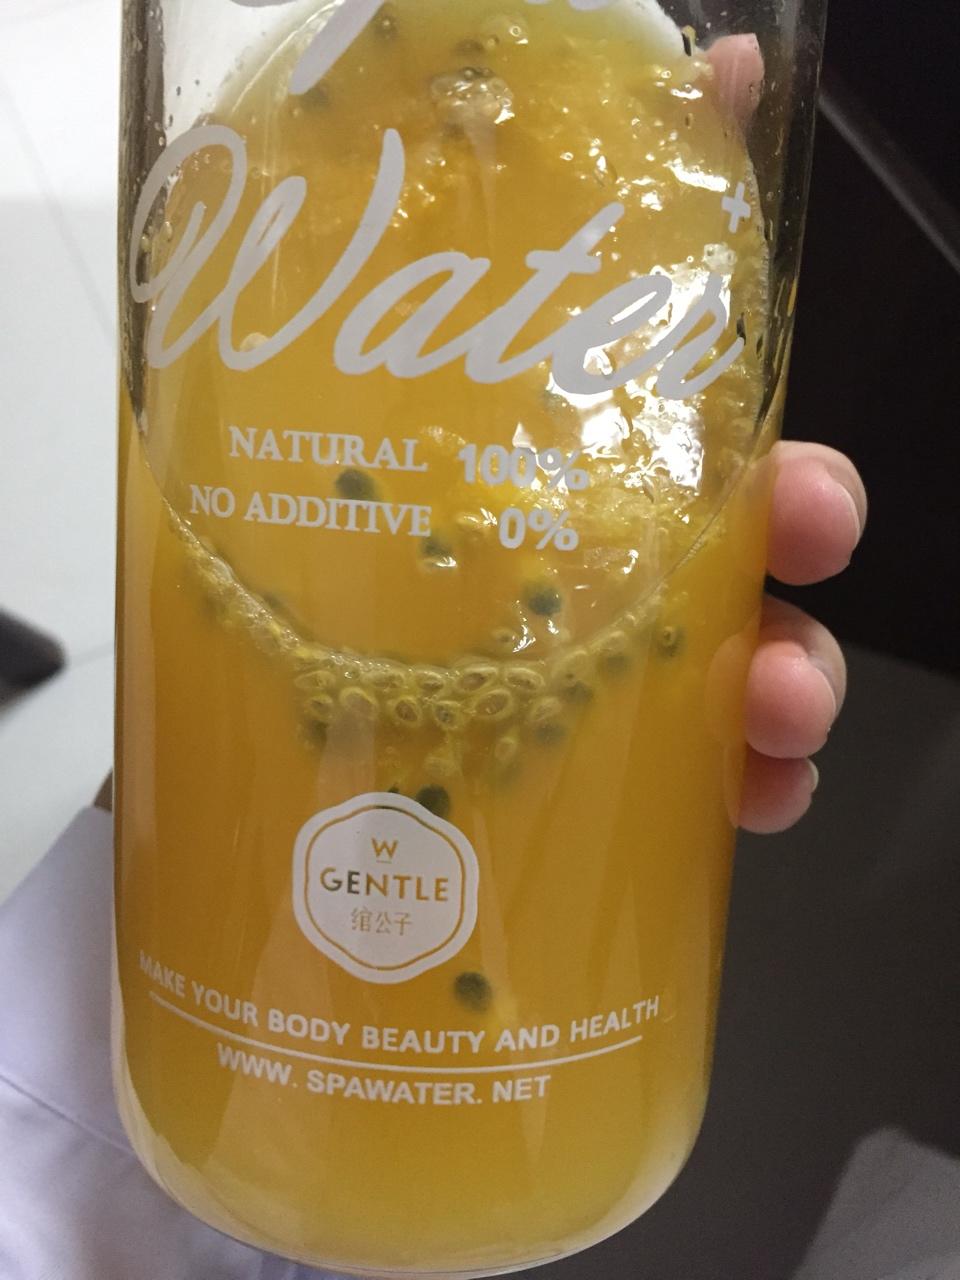 Water+
NATURAL 100%
NO ADDITIVE 0%
W
GENTLE
绾公子
MAKE YOUR BODY BEAUTY AND HEALTH
WWW. SPAWATER. NET